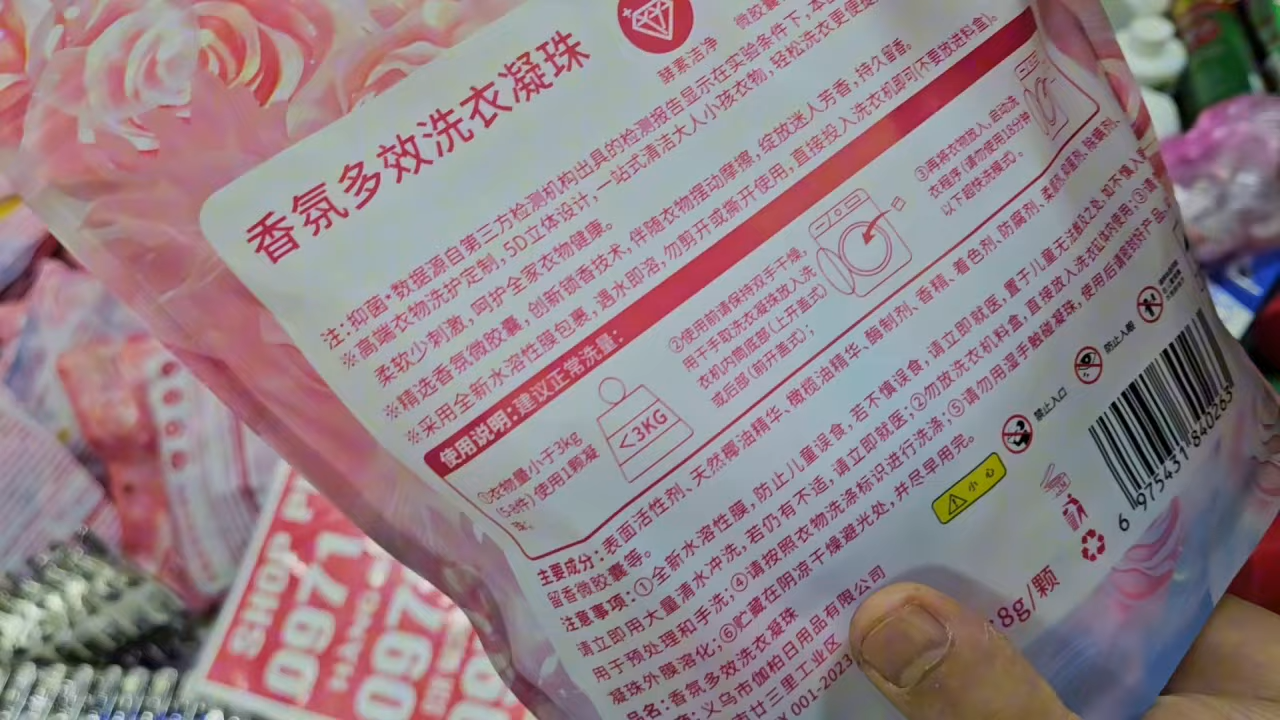 香氛多效洗衣凝珠
酵素洁净
微胶囊
注：抑菌*数据源自第三方检测机构出具的检测报告显示在实验条件下，本
※高端衣物洗护定制，5D立体设计，一站式清洁大人小孩衣物，轻松洗衣更便捷
柔软少刺激，呵护全家衣物健康。
※精选香氛微胶囊，创新锁香技术，伴随衣物摆动摩擦，绽放迷人芳香，持久留香。
※采用全新水溶性膜包裹，遇水即溶，勿剪开或撕开使用，直接投入洗衣机即可(不要放进料盒)。
使用说明：建议正常洗量：
①衣物量小于3kg
(5-8件) 使用1颗凝
珠；
<3KG
②使用前请保持双手干燥，
用干手取洗衣凝珠放入洗
衣机内筒底部（上开盖式）
或后部（前开盖式）；
③再将衣物放入，启动洗
衣程序（请勿使用18分钟
以下超快洗模式）。
主要成分：表面活性剂、天然椰油精华、橄榄油精华、酶制剂、香精、着色剂、防腐剂、柔顺剂
留香微胶囊等。
注意事项：①全新水溶性膜，防止儿童误食，若不慎误食，请立即就医，置于儿童无法触及之处，如不慎入
请立即用大量清水冲洗，若仍有不适，请立即就医；②勿放洗衣机料盒，直接放入洗衣缸内使用；③请
用于预处理和手洗；④请按照衣物洗涤标识进行洗涤；⑤请勿用湿手触碰凝珠，使用后请
凝珠外膜溶化，⑥贮藏在阴凉干燥避光处，并尽早用完。
小心
禁止入口
防止入眼
品名：香氛多效洗衣凝珠
义乌市伽柏日用品有限公司
市廿三里工业区
001-2023
8g/颗
6 975431 840263
SHOP
0971
097
09